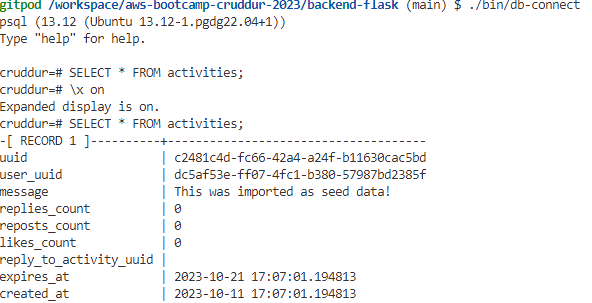 gitpod /workspace/aws-bootcamp-cruddur-2023/backend-flask (main) $ ./bin/db-connect
psql (13.12 (Ubuntu 13.12-1.pgdg22.04+1))
Type "help" for help.

cruddur=# SELECT * FROM activities;
cruddur=# \x on
Expanded display is on.
cruddur=# SELECT * FROM activities;
-[ RECORD 1 ]----------+-------------------------------------
uuid                   | c2481c4d-fc66-42a4-a24f-b11630cac5bd
user_uuid              | dc5af53e-ff07-4fc1-b380-57987bd2385f
message                | This was imported as seed data!
replies_count          | 0
reposts_count          | 0
likes_count            | 0
reply_to_activity_uuid |
expires_at             | 2023-10-21 17:07:01.194813
created_at             | 2023-10-11 17:07:01.194813